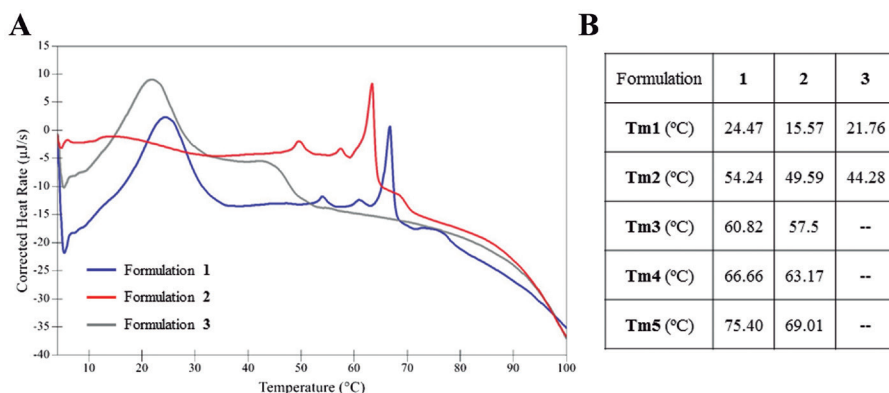 A
15
10
5
0
-5
-10
-15
-20
-25
-30
-35
-40
Corrected Heat Rate (µJ/s)
Formulation 1
Formulation 2
Formulation 3
10 20 30 40 50 60 70 80 90 100
Temperature (°C)
B
Formulation 1 2 3
Tm1 (°C) 24.47 15.57 21.76
Tm2 (°C) 54.24 49.59 44.28
Tm3 (°C) 60.82 57.5 --
Tm4 (°C) 66.66 63.17 --
Tm5 (°C) 75.40 69.01 --